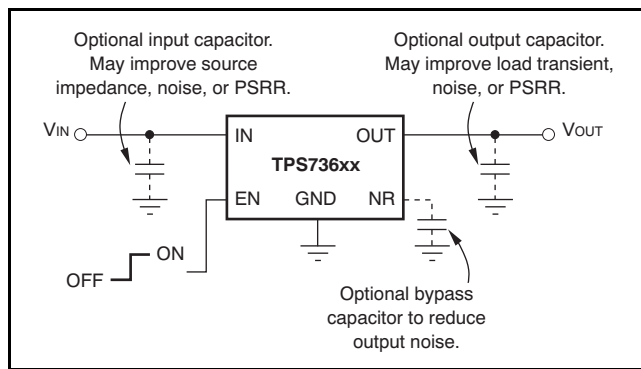 Optional input capacitor.
May improve source
impedance, noise, or PSRR.
Optional output capacitor.
May improve load transient,
noise, or PSRR.
VIN
IN
OUT
VOUT
TPS736xx
EN
GND
NR
ON
OFF
Optional bypass
capacitor to reduce
output noise.